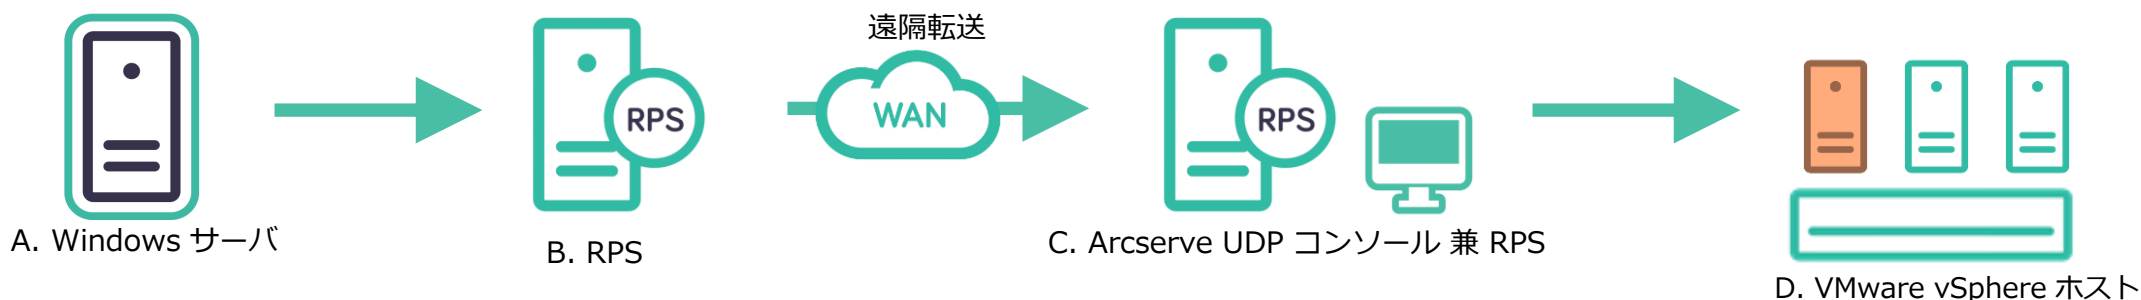 遠隔転送
RPS
WAN
RPS
A. Windows サーバ
B. RPS
C. Arcserve UDP コンソール 兼 RPS
D. VMware vSphere ホスト